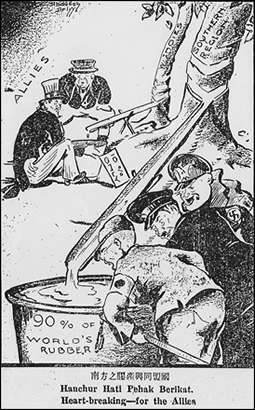 ALLIES
SOUTHERN
REGIONS
90% OF
WORLD'S
RUBBER
南方之膠產與同盟國
Hanchur Hati Pehak Berikat.
Heart-breaking—for the Allies